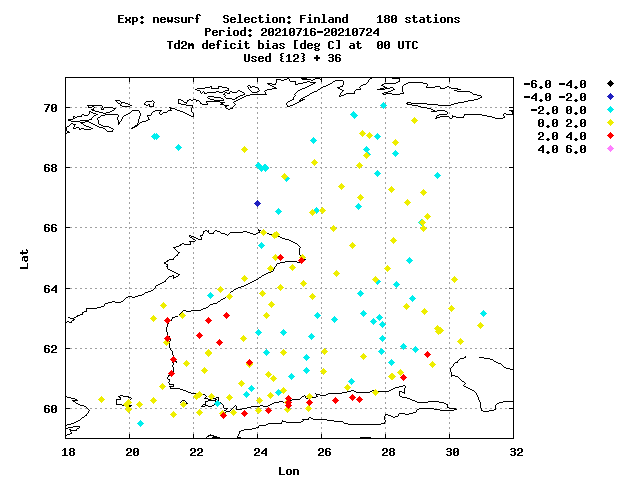 Exp: newsurf   Selection: Finland    180 stations
Period: 20210716-20210724
Td2m deficit bias [deg C] at  00 UTC
Used {12} + 36
-6.0 -4.0
-4.0 -2.0
-2.0 0.0
0.0 2.0
2.0 4.0
4.0 6.0
70
68
66
64
62
60
Lat
18 20 22 24 26 28 30 32
Lon